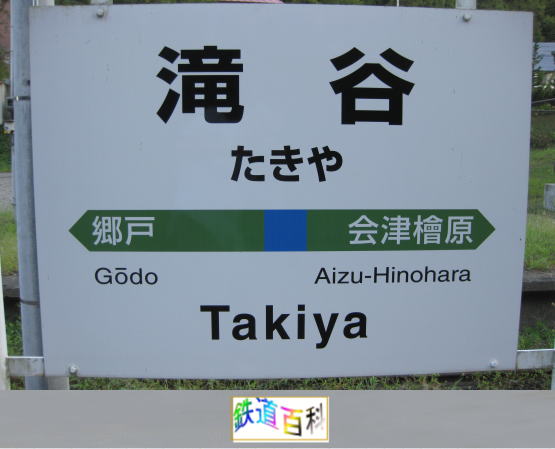 滝谷
たきや
郷戸 会津檜原
Gōdo Aizu-Hinohara
Takiya
鉄道百科